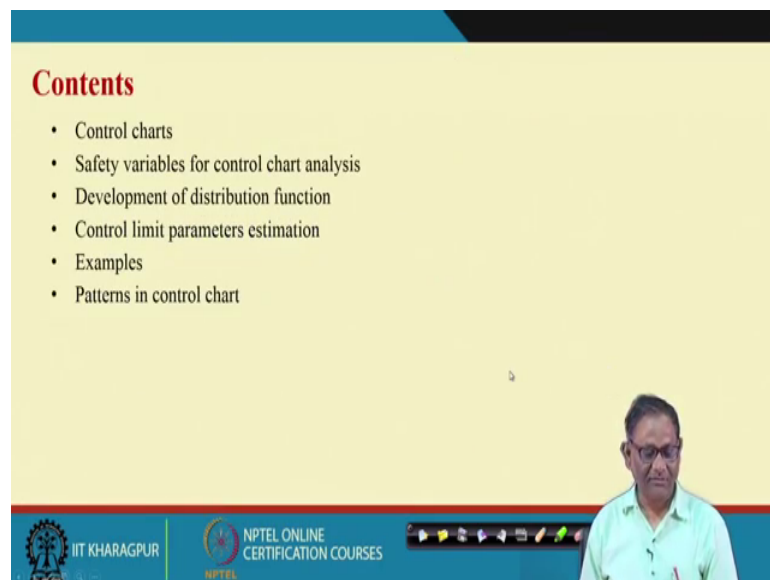 Contents
• Control charts
• Safety variables for control chart analysis
• Development of distribution function
• Control limit parameters estimation
• Examples
• Patterns in control chart
IIT KHARAGPUR
NPTEL ONLINE
CERTIFICATION COURSES
NPTEL